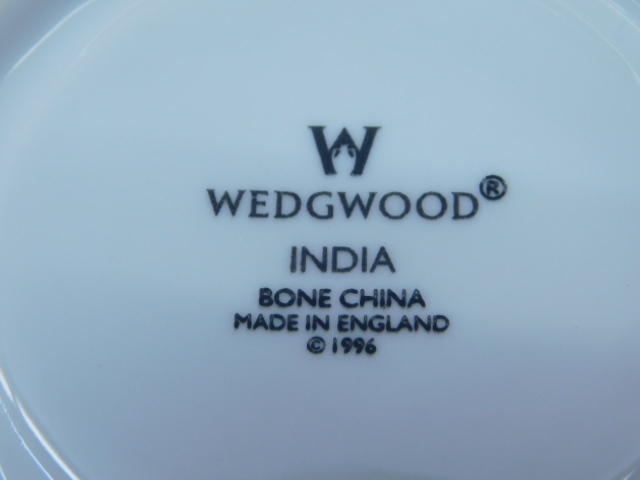 W
WEDGWOOD®
INDIA
BONE CHINA
MADE IN ENGLAND
© 1996